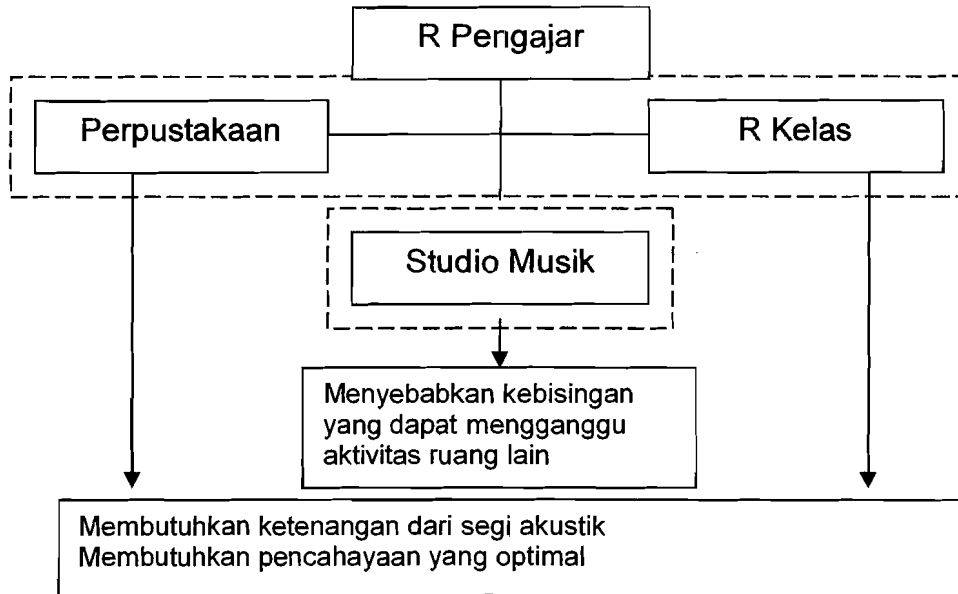 R Pengajar
Perpustakaan
R Kelas
Studio Musik
Menyebabkan kebisingan
yang dapat mengganggu
aktivitas ruang lain
Membutuhkan ketenangan dari segi akustik
Membutuhkan pencahayaan yang optimal